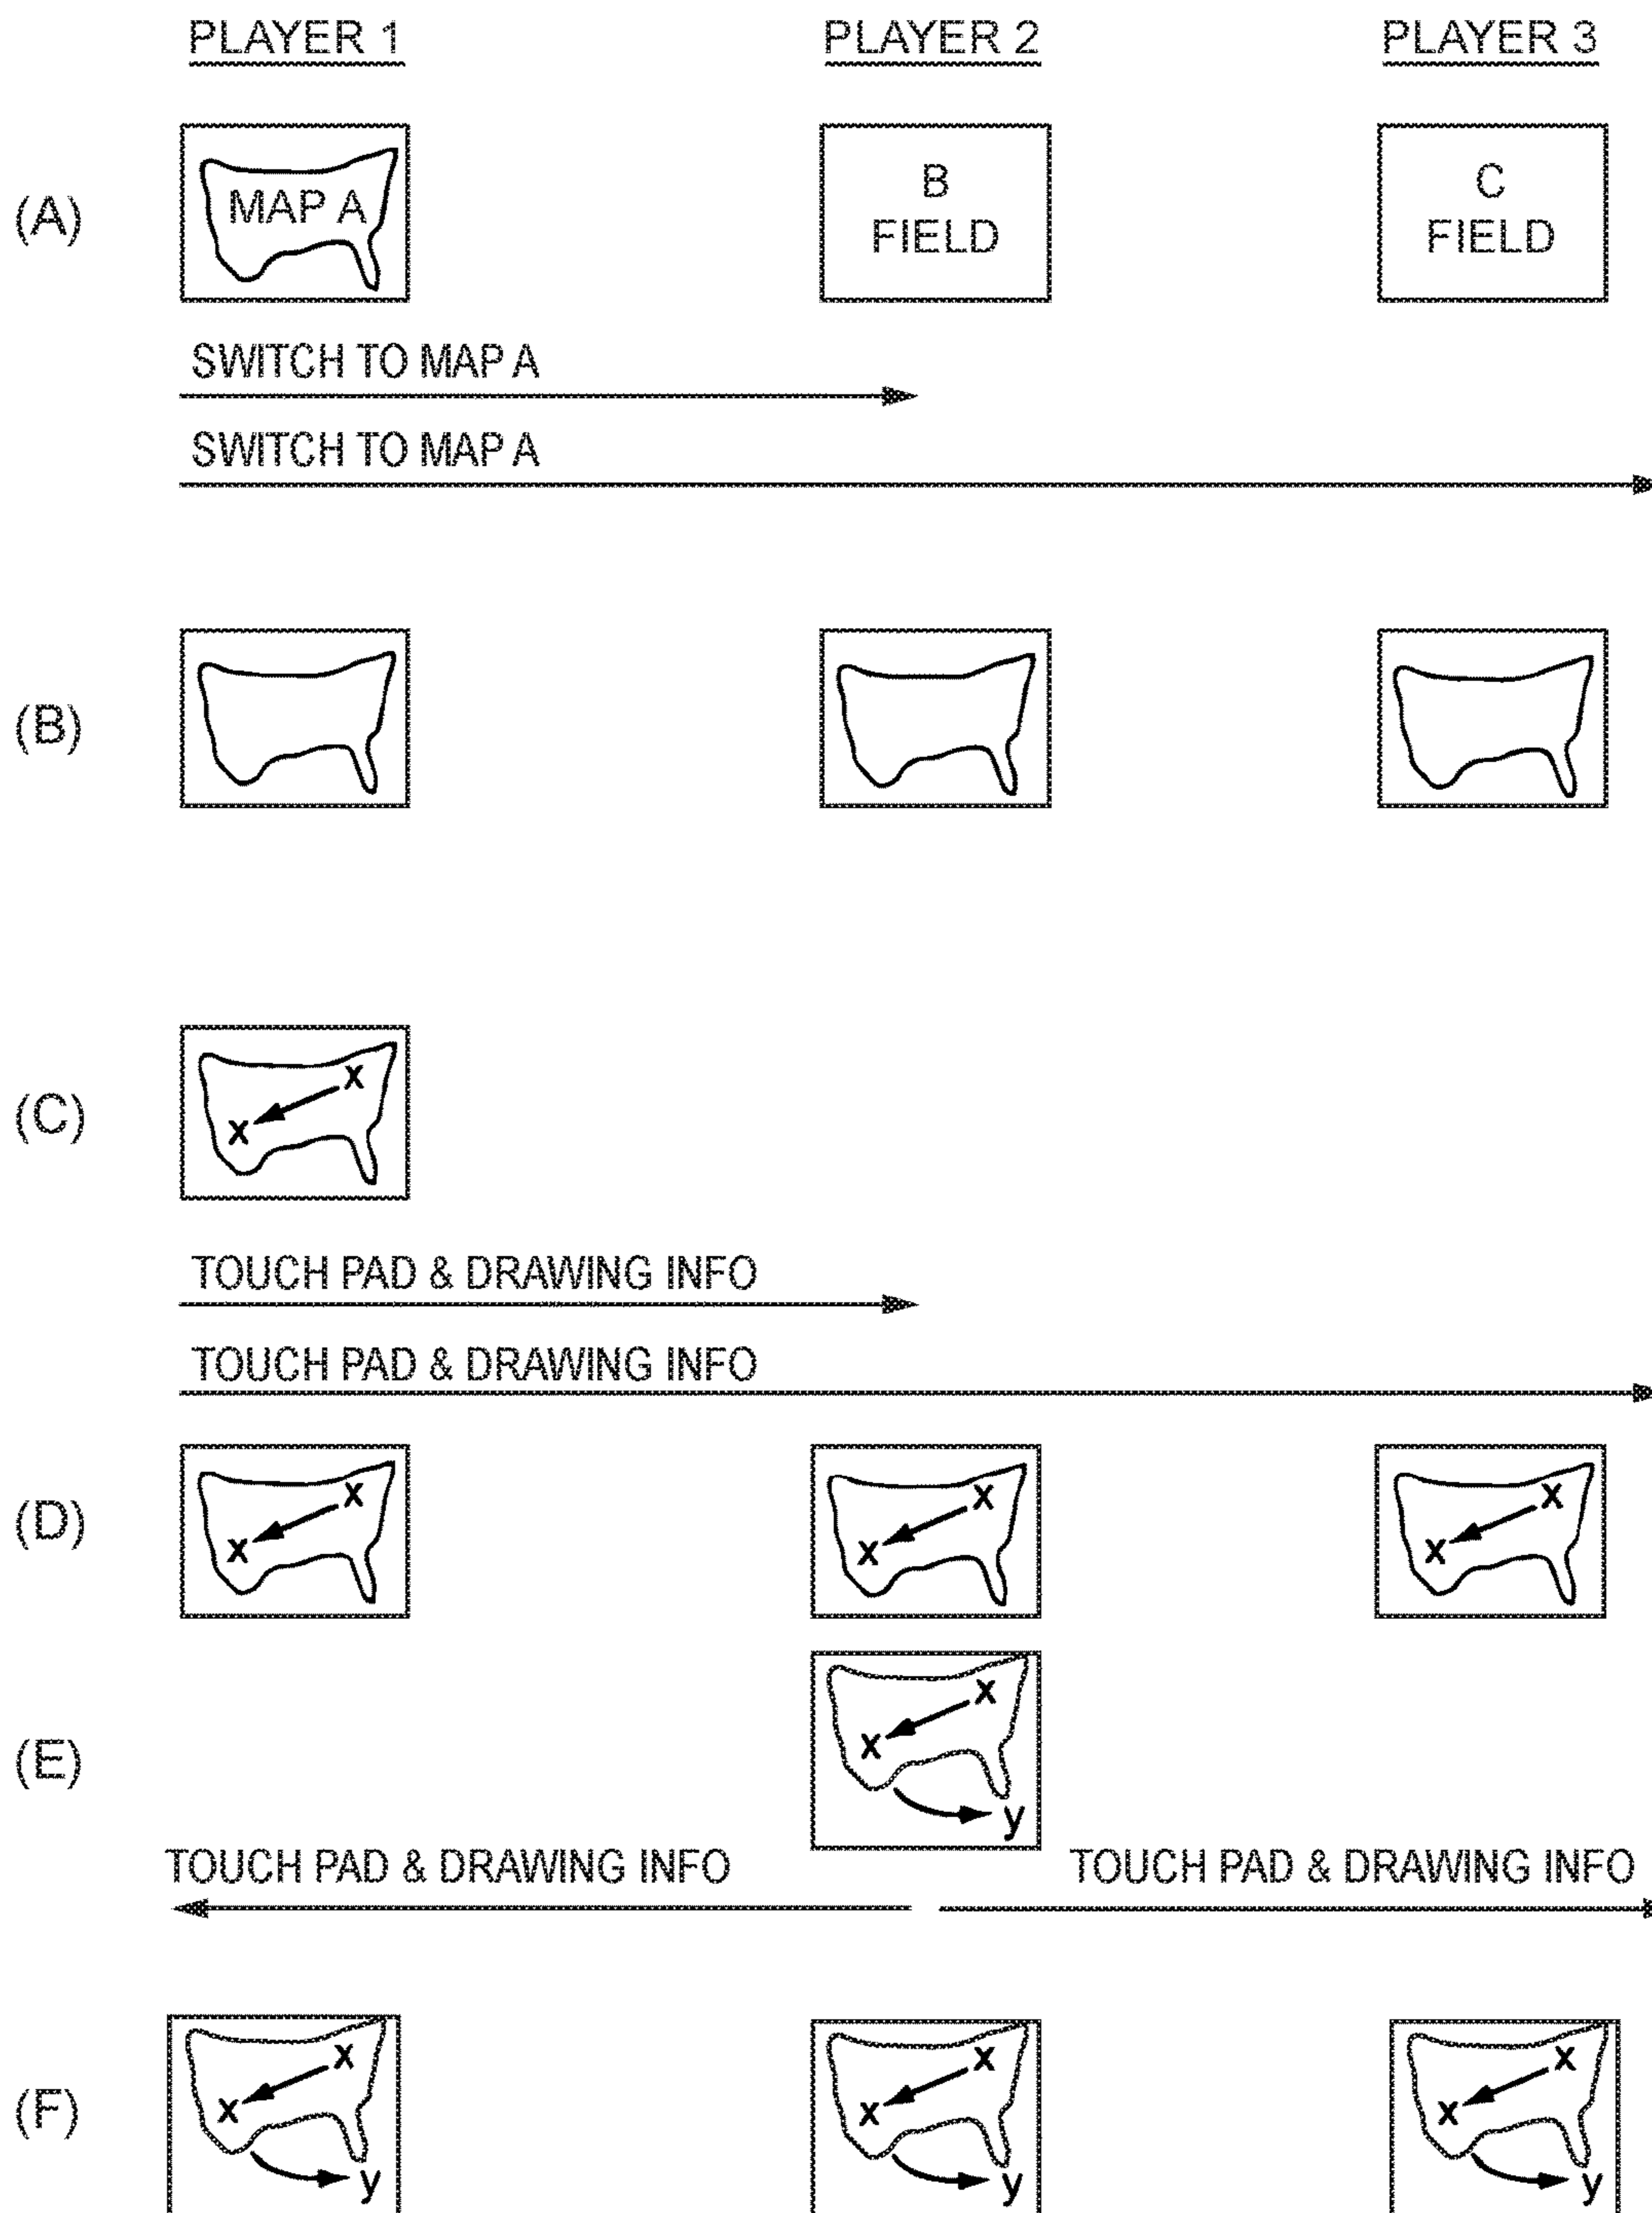 PLAYER 1
PLAYER 2
PLAYER 3
(A)
MAP A
B
FIELD
C
FIELD
SWITCH TO MAP A
SWITCH TO MAP A
(B)
(C)
x
x
TOUCH PAD & DRAWING INFO
TOUCH PAD & DRAWING INFO
(D)
x
x
x
x
x
x
(E)
x
x
y
TOUCH PAD & DRAWING INFO
TOUCH PAD & DRAWING INFO
(F)
x
x
y
x
x
y
x
x
y